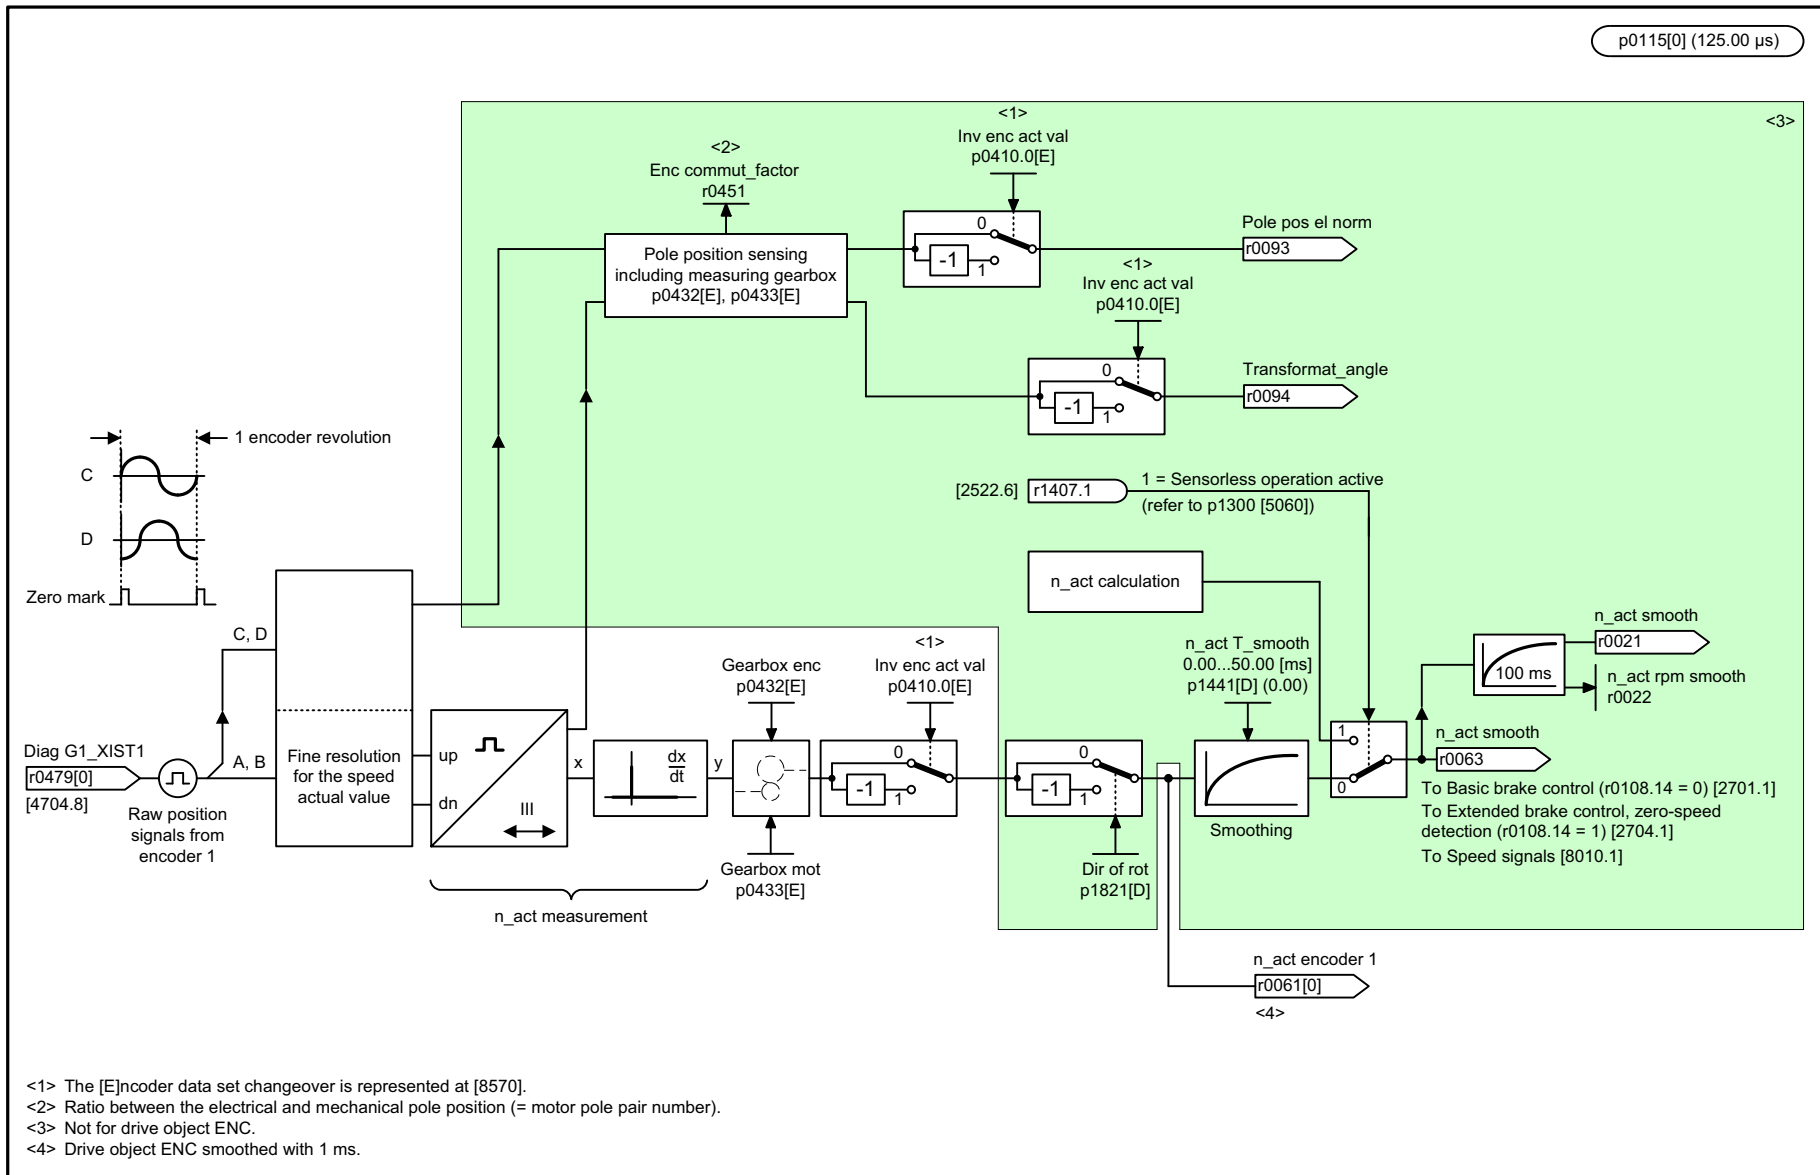 p0115[0] (125.00 µs)
<3>
<1>
Inv enc act val
p0410.0[E]
<2>
Enc commut_factor
r0451
Pole position sensing
including measuring gearbox
p0432[E], p0433[E]
0
-1
1
Pole pos el norm
r0093
<1>
Inv enc act val
p0410.0[E]
0
-1
1
Transformat_angle
r0094
1 encoder revolution
C
D
Zero mark
[2522.6]
r1407.1
1 = Sensorless operation active
(refer to p1300 [5060])
n_act calculation
C, D
A, B
Diag G1_XIST1
r0479[0]
[4704.8]
Raw position
signals from
encoder 1
Fine resolution
for the speed
actual value
up
dn
III
x
dx
dt
y
n_act measurement
Gearbox enc
p0432[E]
Gearbox mot
p0433[E]
<1>
Inv enc act val
p0410.0[E]
0
-1
1
0
-1
1
Dir of rot
p1821[D]
n_act T_smooth
0.00...50.00 [ms]
p1441[D] (0.00)
Smoothing
1
0
100 ms
n_act smooth
r0021
n_act rpm smooth
r0022
n_act smooth
r0063
To Basic brake control (r0108.14 = 0) [2701.1]
To Extended brake control, zero-speed
detection (r0108.14 = 1) [2704.1]
To Speed signals [8010.1]
n_act encoder 1
r0061[0]
<4>
<1> The [E]ncoder data set changeover is represented at [8570].
<2> Ratio between the electrical and mechanical pole position (= motor pole pair number).
<3> Not for drive object ENC.
<4> Drive object ENC smoothed with 1 ms.